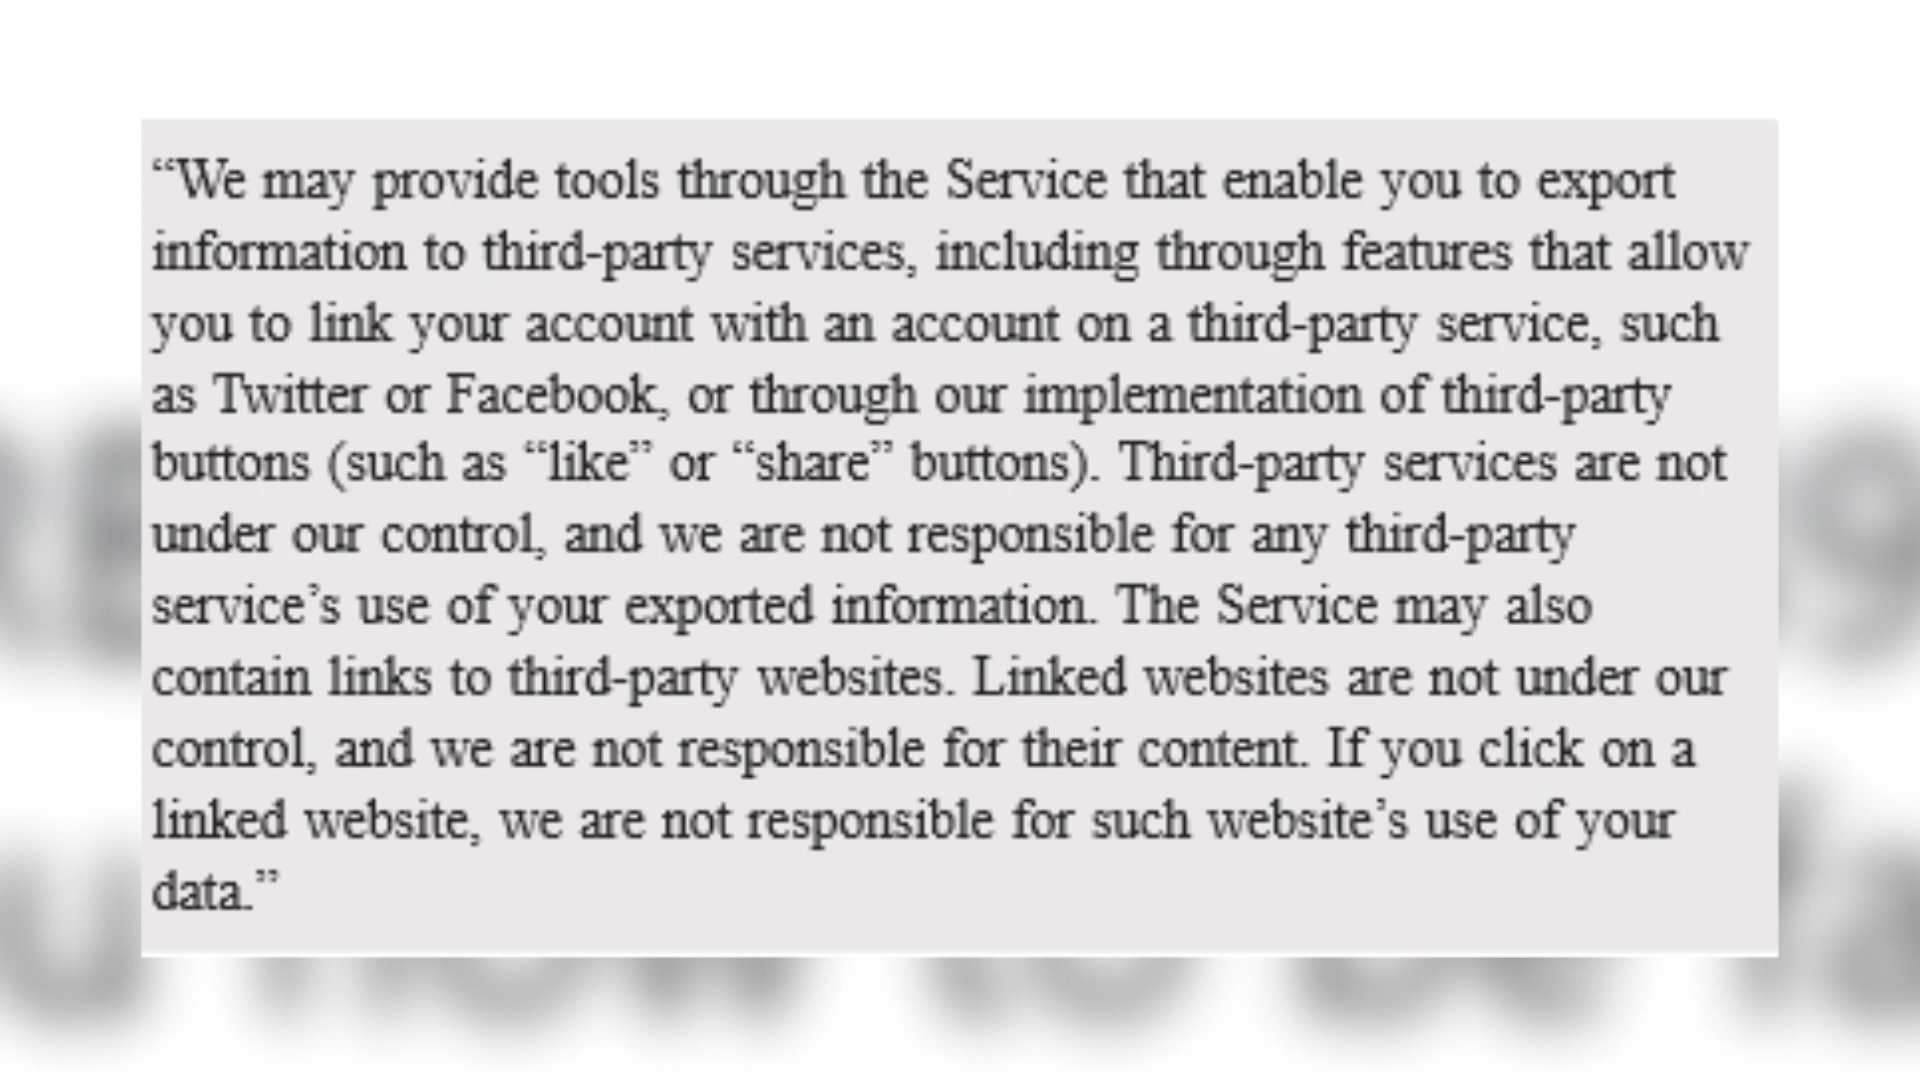 “We may provide tools through the Service that enable you to export
information to third-party services, including through features that allow
you to link your account with an account on a third-party service, such
as Twitter or Facebook, or through our implementation of third-party
buttons (such as “like” or “share” buttons). Third-party services are not
under our control, and we are not responsible for any third-party
service’s use of your exported information. The Service may also
contain links to third-party websites. Linked websites are not under our
control, and we are not responsible for their content. If you click on a
linked website, we are not responsible for such website’s use of your
data.”